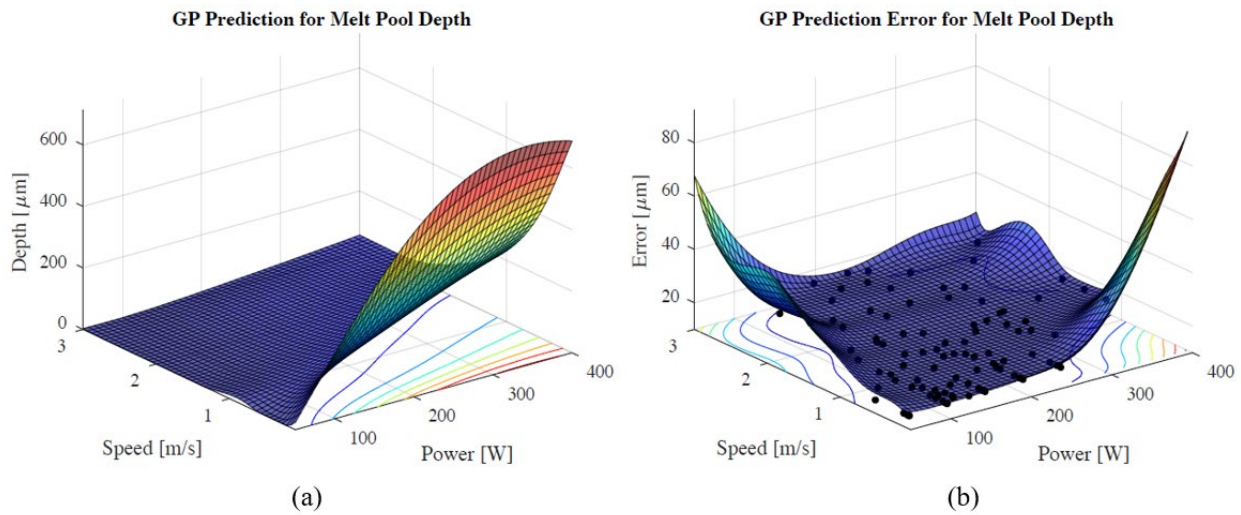 GP Prediction for Melt Pool Depth
600
400
200
0
Depth [μm]
3
2
1
Speed [m/s]
100
200
300
400
Power [W]
(a)
GP Prediction Error for Melt Pool Depth
80
60
40
20
Error [μm]
3
2
1
Speed [m/s]
100
200
300
400
Power [W]
(b)